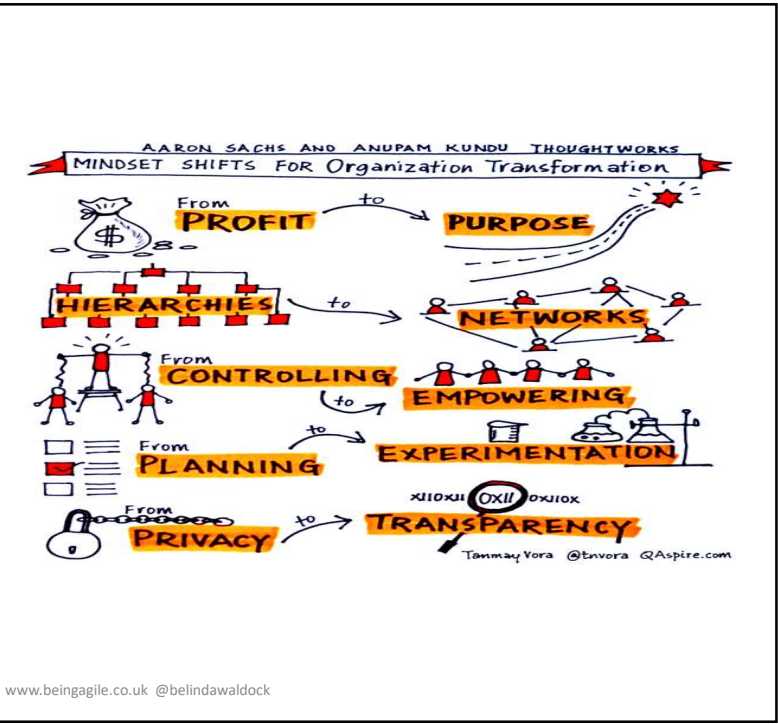 AARON SACHS AND ANUPAM KUNDU THOUGHTWORKS
MINDSET SHIFTS FOR Organization Transformation
From to
PROFIT PURPOSE
$
HIERARCHIES to NETWORKS
From
CONTROLLING
to EMPOWERING
From to
PLANNING EXPERIMENTATION
From to
PRIVACY TRANSPARENCY
XIIOXII OXII OXIIOX
Tanmay Vora @tnvora QAspire.com
www.beingagile.co.uk @belindawaldock